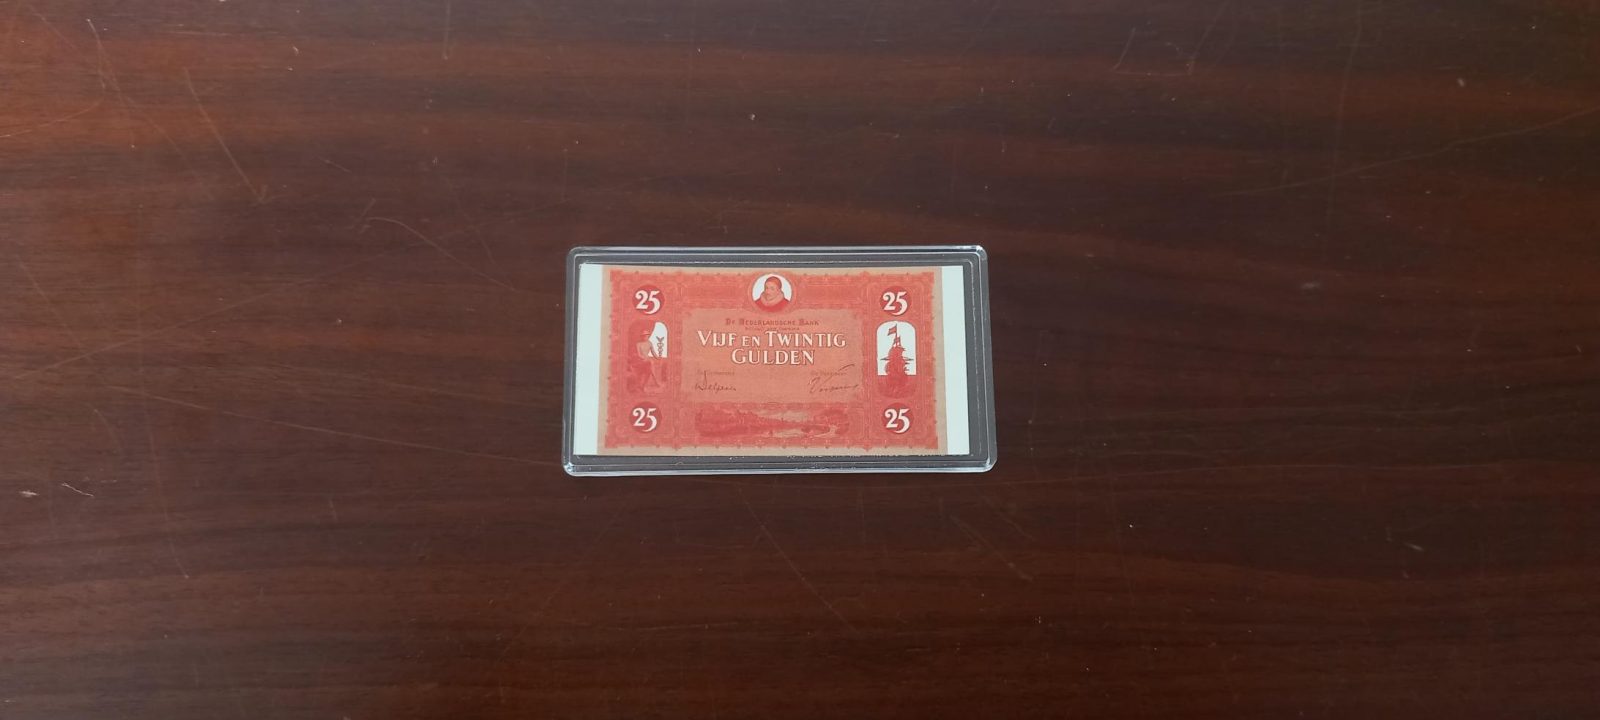 25
25
DE NEDERLANDSCHE BANK
VIJF EN TWINTIG
GULDEN
25
25